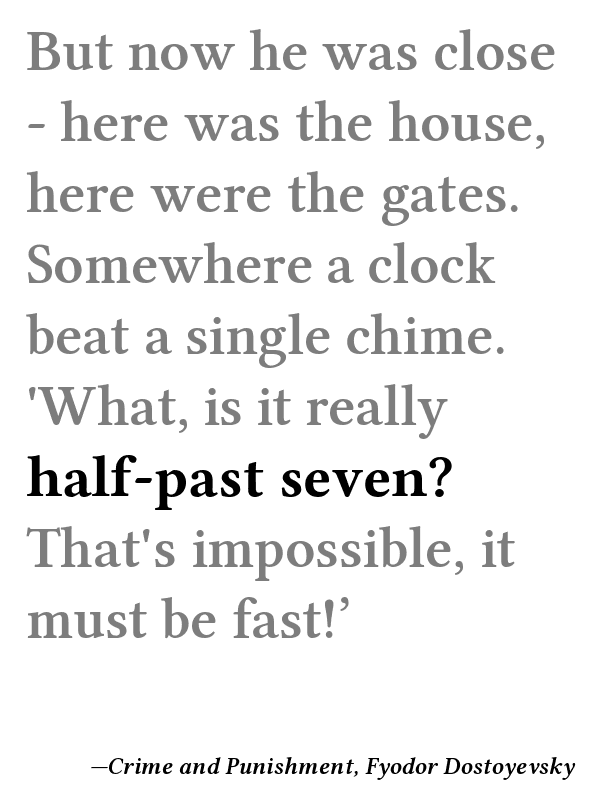 But now he was close
- here was the house,
here were the gates.
Somewhere a clock
beat a single chime.
'What, is it really
half-past seven?
That's impossible, it
must be fast!’
—Crime and Punishment, Fyodor Dostoyevsky